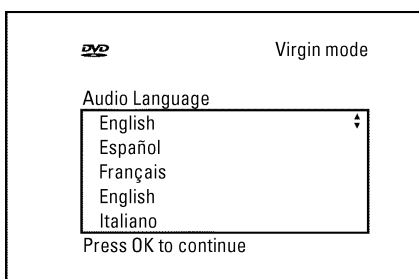 DVD
Virgin mode
Audio Language
English
Español
Français
English
Italiano
Press OK to continue